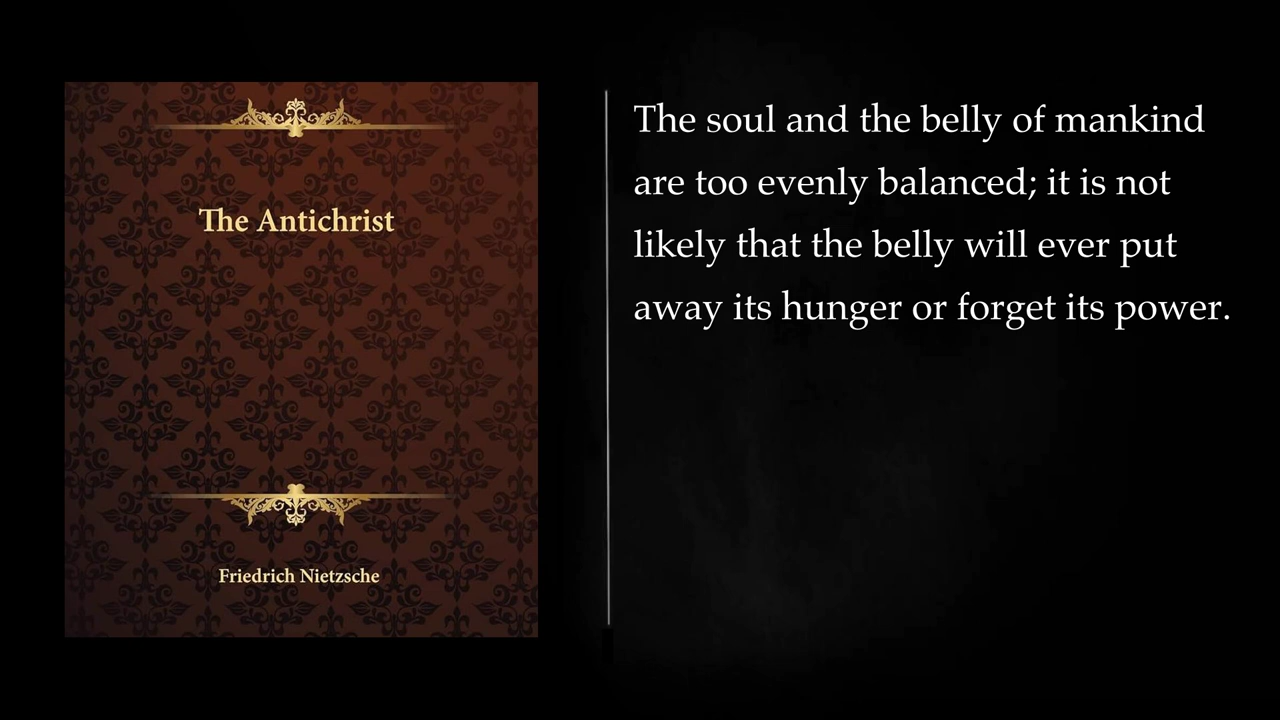 The Antichrist
Friedrich Nietzsche
The soul and the belly of mankind
are too evenly balanced; it is not
likely that the belly will ever put
away its hunger or forget its power.